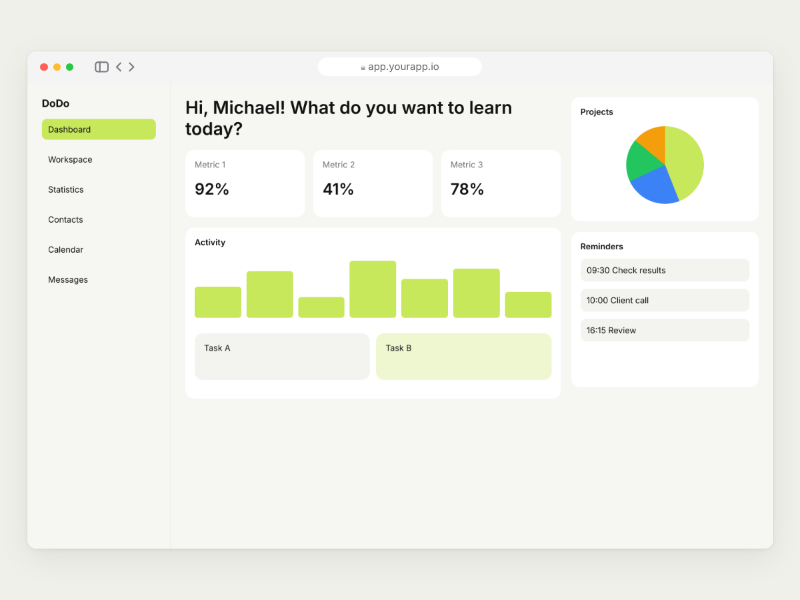 app.yourapp.io
DoDo
Dashboard
Workspace
Statistics
Contacts
Calendar
Messages
Hi, Michael! What do you want to learn
today?
Metric 1
92%
Metric 2
41%
Metric 3
78%
Activity
Task A
Task B
Projects
Reminders
09:30 Check results
10:00 Client call
16:15 Review